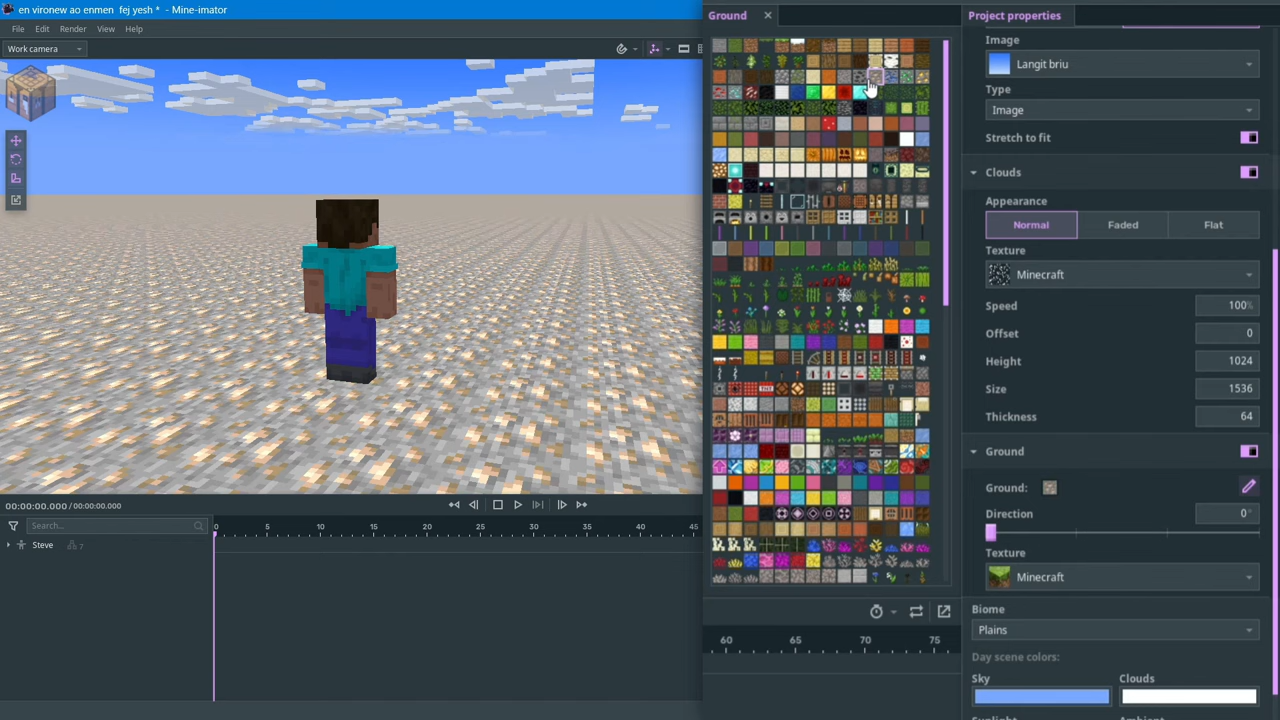 en vironew ao enmen  fej yesh * - Mine-imator
File Edit Render View Help
Work camera
Ground
Project properties
Image
Langit briu
Type
Image
Stretch to fit
Clouds
Appearance
Normal Faded Flat
Texture
Minecraft
Speed 100%
Offset 0
Height 1024
Size 1536
Thickness 64
Ground
Ground:
Direction 0°
Texture
Minecraft
Biome
Plains
Day scene colors:
Sky Clouds
00:00:00.000 / 00:00:00.000
Search...
0 5 10 15 20 25 30 35 40 45
60 65 70 75
Steve 7